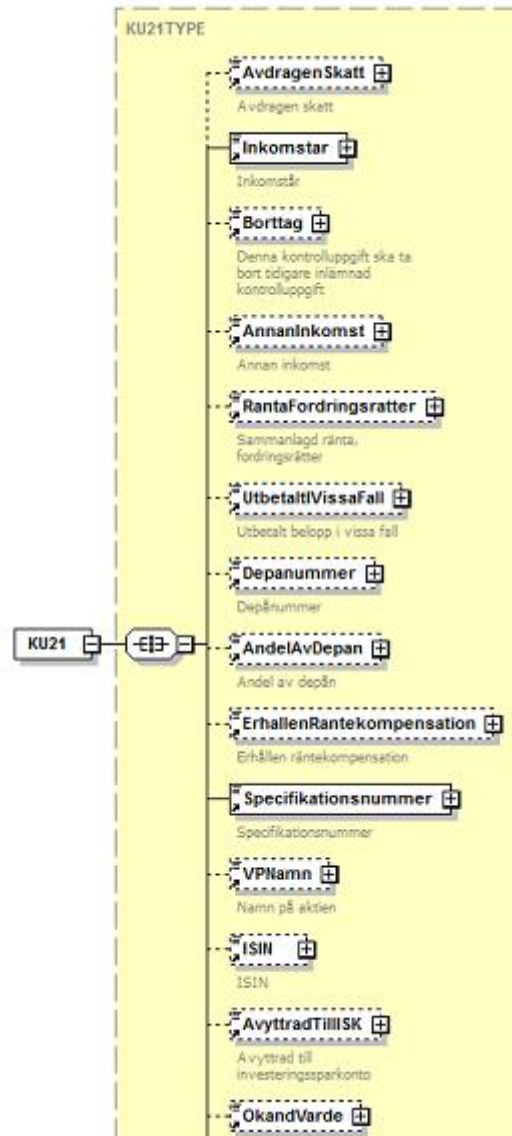 KU21TYPE
AvdragenSkatt
Avdragen skatt
Inkomstar
Inkomstår
Borttag
Denna kontrolluppgift ska ta
bort tidigare inlämnad
kontrolluppgift
AnnanInkomst
Annan inkomst
RantaFordringsratter
Sammanlagd ränta,
fordringsrätter
UtbetaltIVissaFall
Utbetalt belopp i vissa fall
Depanummer
Depånummer
KU21
AndelAvDepan
Andel av depån
ErhallenRantekompensation
Erhållen räntekompensation
Specifikationsnummer
Specifikationsnummer
VPNamn
Namn på aktien
ISIN
ISIN
AvyttradTillISK
Avyttrad till
investeringssparkonto
OkandVarde